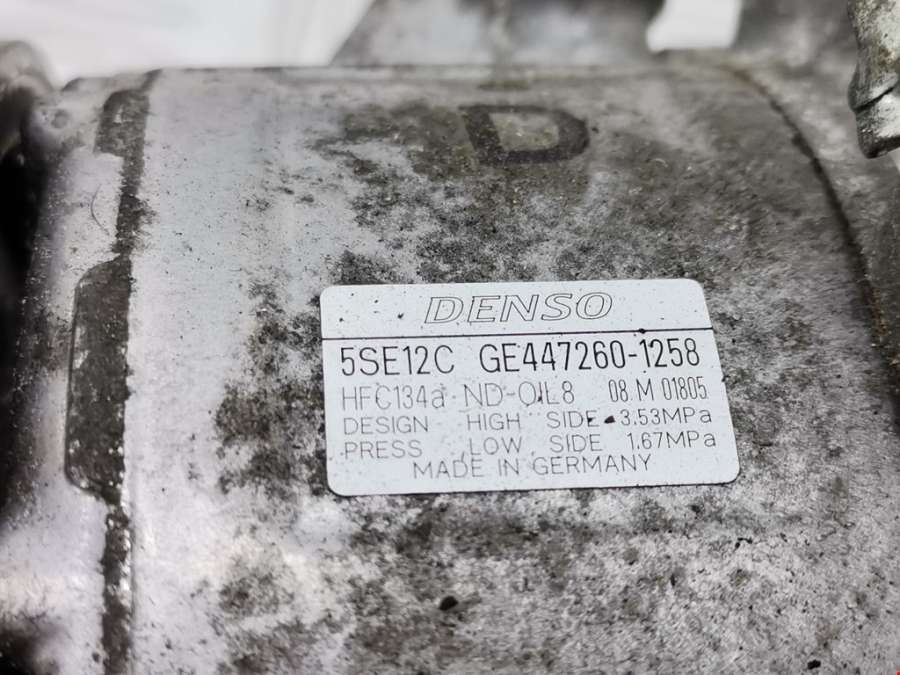 D
DENSO
5SE12C GE447260-1258
HFC134a ND-OIL8 08 M 01805
DESIGN HIGH SIDE 3.53MPa
PRESS LOW SIDE 1.67MPa
MADE IN GERMANY